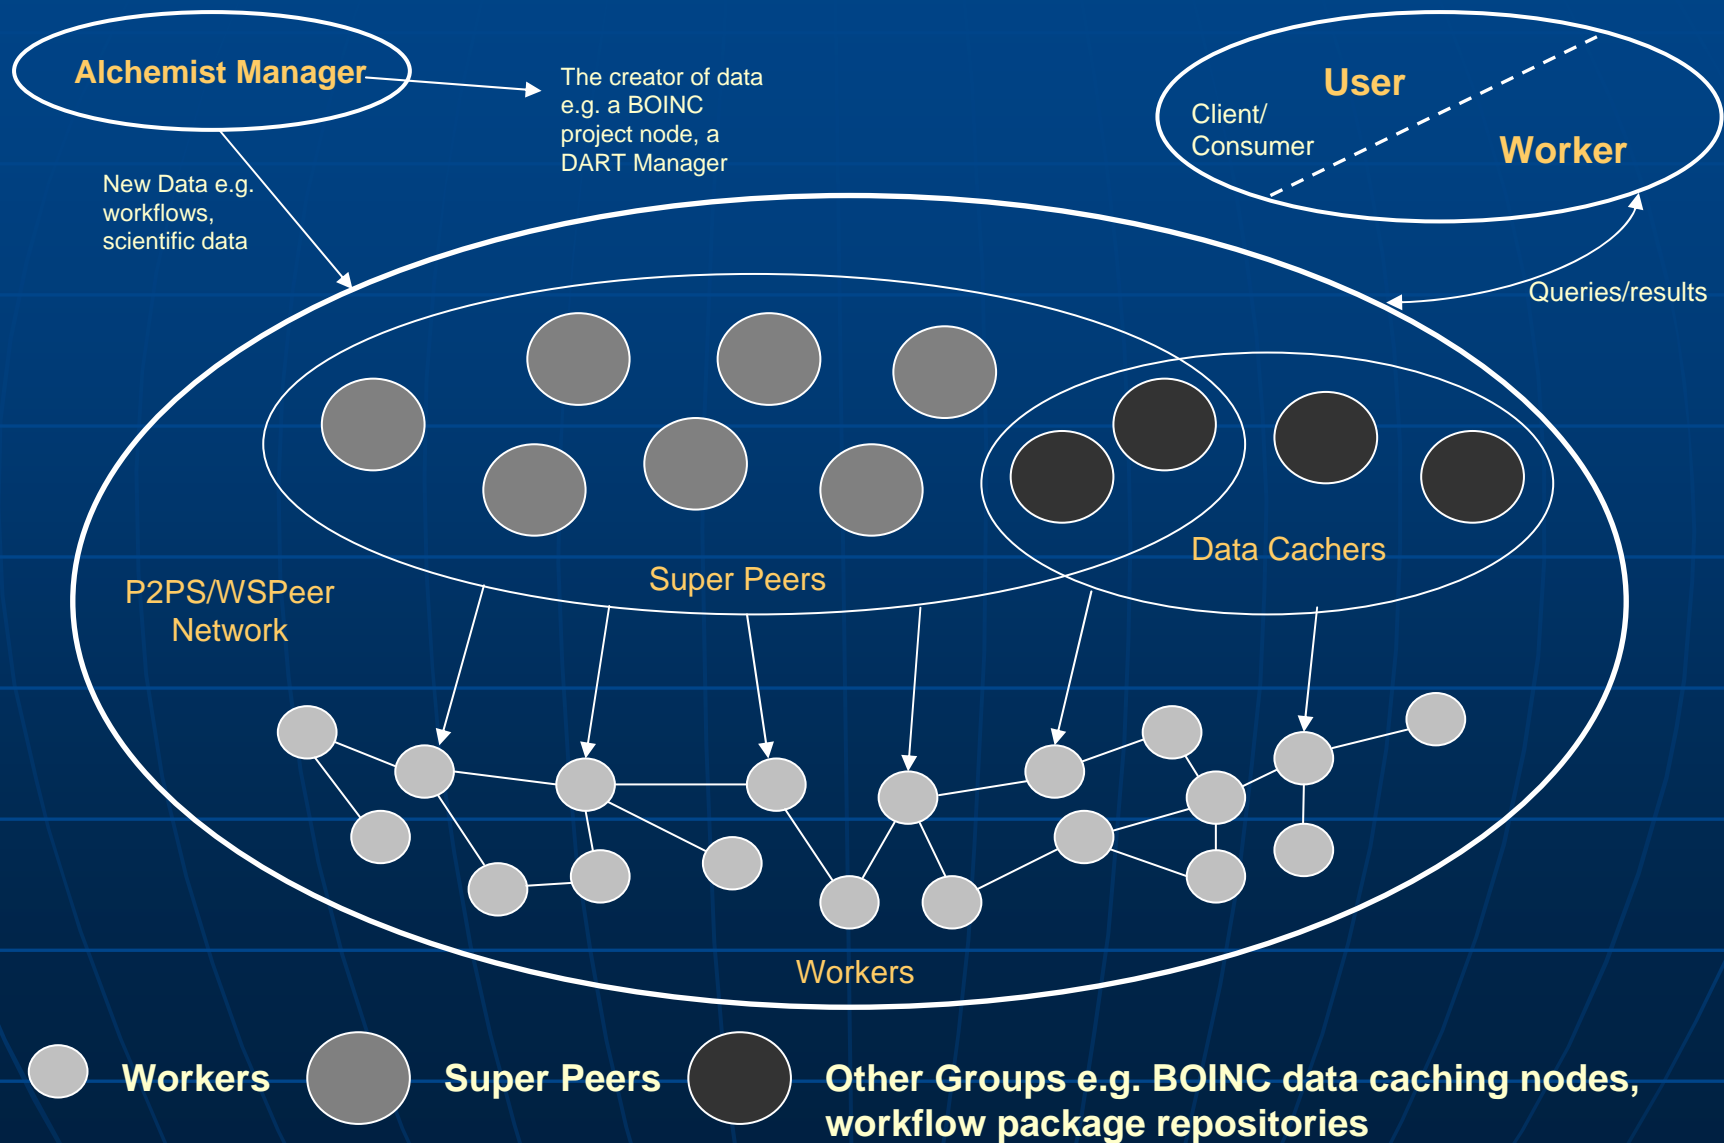 Alchemist Manager
The creator of data
e.g. a BOINC
project node, a
DART Manager
User
Client/
Consumer
Worker
New Data e.g.
workflows,
scientific data
Queries/results
Data Cachers
Super Peers
P2PS/WSPeer
Network
Workers
Workers
Super Peers
Other Groups e.g. BOINC data caching nodes,
workflow package repositories